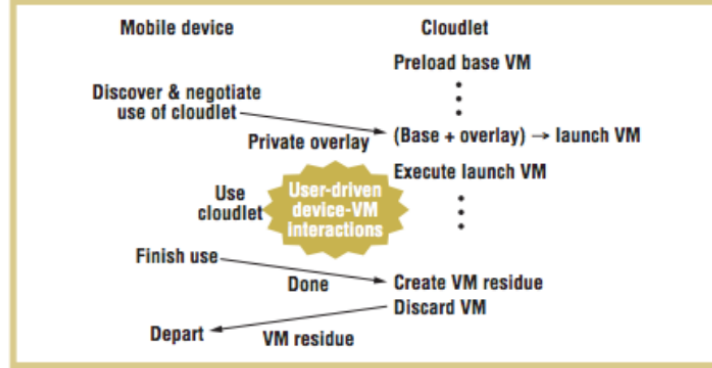 Mobile device
Cloudlet
Preload base VM
Discover & negotiate
use of cloudlet
Private overlay
(Base + overlay) → launch VM
Execute launch VM
Use
cloudlet
User-driven
device-VM
interactions
Finish use
Done
Create VM residue
Discard VM
Depart
VM residue